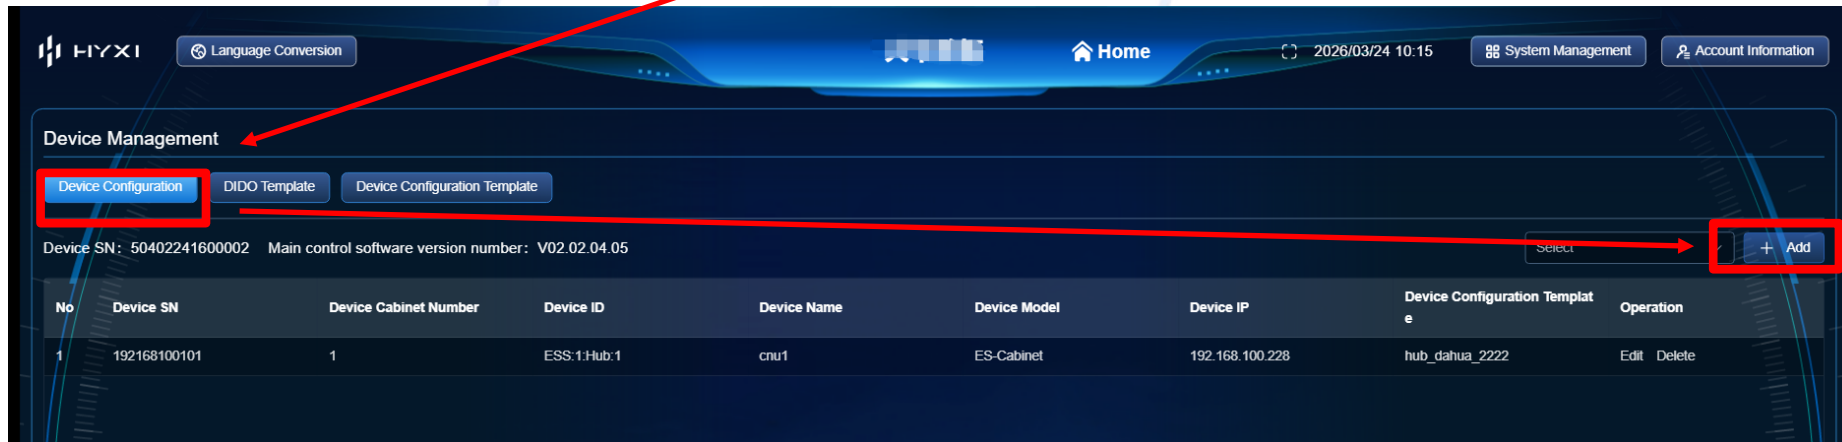 HYXI
Language Conversion
Home
2026/03/24 10:15
System Management
Account Information
Device Management
Device Configuration
DIDO Template
Device Configuration Template
Device SN: 50402241600002 Main control software version number: V02.02.04.05
Select
+ Add
No Device SN Device Cabinet Number Device ID Device Name Device Model Device IP Device Configuration Templat Operation
e
1 192168100101 1 ESS:1:Hub:1 cnu1 ES-Cabinet 192.168.100.228 hub_dahua_2222 Edit Delete